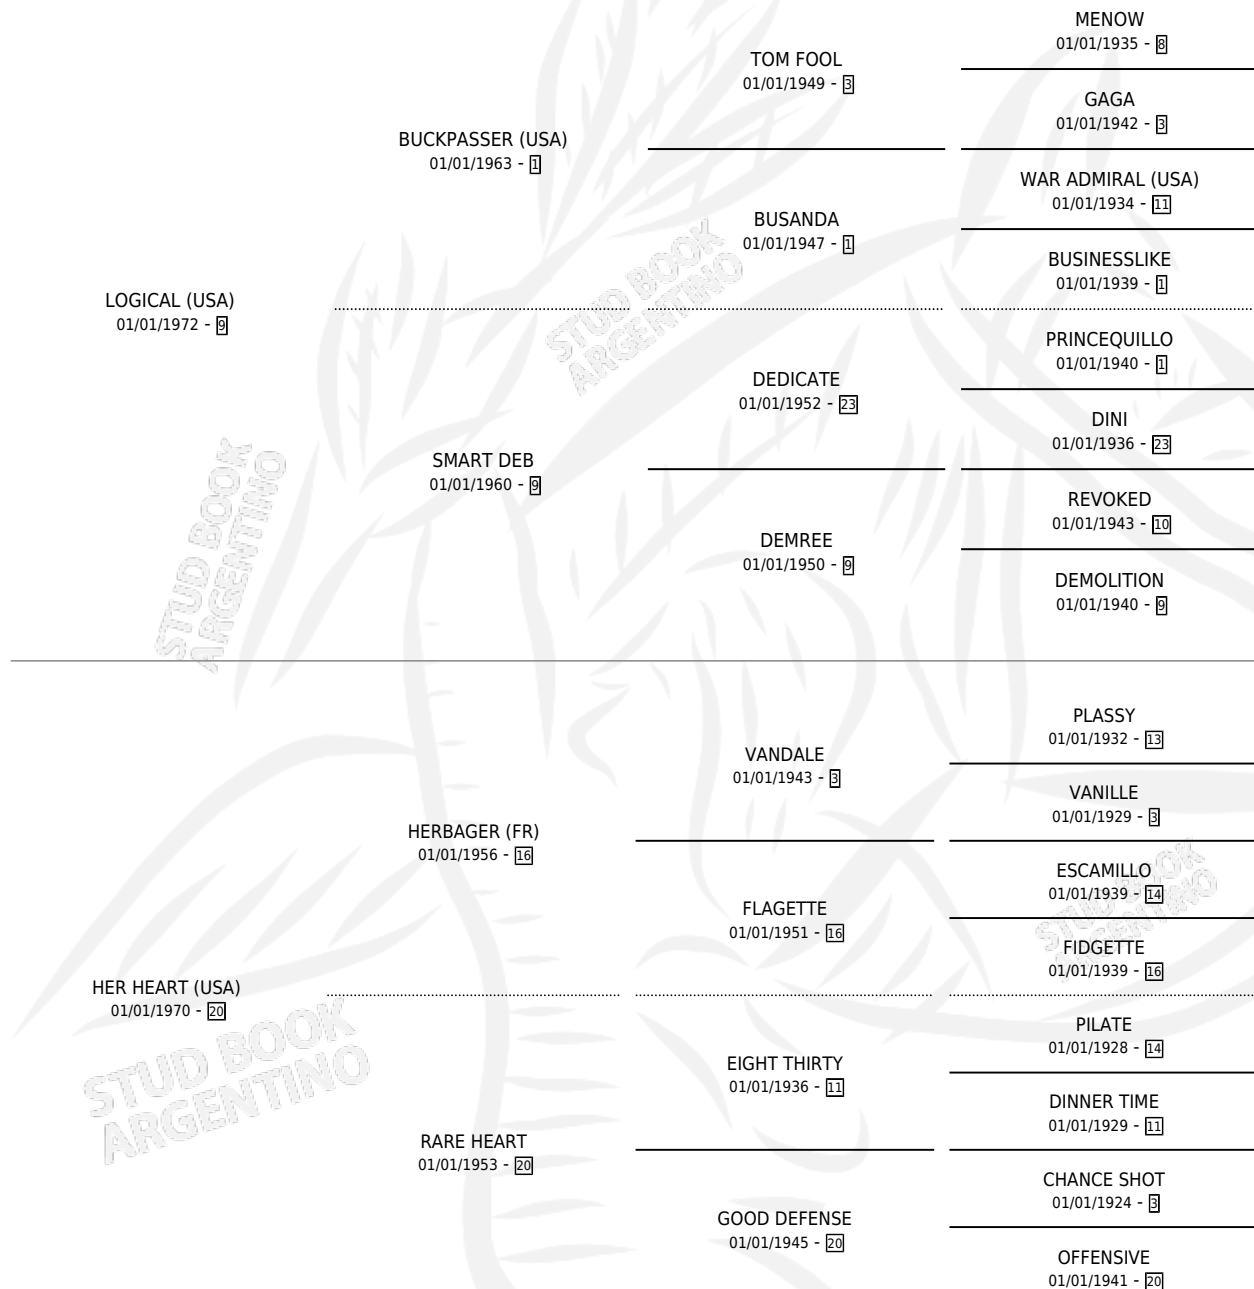 MENOW
01/01/1935 - 8
TOM FOOL
01/01/1949 - 3
GAGA
01/01/1942 - 3
BUCKPASSER (USA)
01/01/1963 - 1
WAR ADMIRAL (USA)
01/01/1934 - 11
BUSANDA
01/01/1947 - 1
BUSINESSLIKE
01/01/1939 - 1
LOGICAL (USA)
01/01/1972 - 9
PRINCEQUILLO
01/01/1940 - 1
DEDICATE
01/01/1952 - 23
DINI
01/01/1936 - 23
SMART DEB
01/01/1960 - 9
REVOKED
01/01/1943 - 10
DEMREE
01/01/1950 - 9
DEMOLITION
01/01/1940 - 9
PLASSY
01/01/1932 - 13
VANDALE
01/01/1943 - 3
VANILLE
01/01/1929 - 3
HERBAGER (FR)
01/01/1956 - 16
ESCAMILLO
01/01/1939 - 14
FLAGETTE
01/01/1951 - 16
FIDGETTE
01/01/1939 - 16
HER HEART (USA)
01/01/1970 - 20
PILATE
01/01/1928 - 14
EIGHT THIRTY
01/01/1936 - 11
DINNER TIME
01/01/1929 - 11
RARE HEART
01/01/1953 - 20
CHANCE SHOT
01/01/1924 - 3
GOOD DEFENSE
01/01/1945 - 20
OFFENSIVE
01/01/1941 - 20
STUD BOOK
ARGENTINO
STUD BOOK
ARGENTINO
STUD BOOK
ARGENTINO
STUD BOOK
ARGENTINO